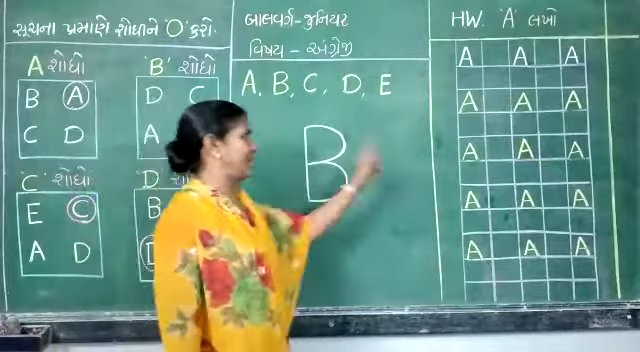 સૂચના પ્રમાણે શોધીને 'O' કરો.
A શોધો
B A
C D
'B' શોધો
D C
A
'C' શોધો
E C
A D
'D'
B
બાલવર્ગ-જુનિયર
વિષય - અંગ્રેજી
A, B, C, D, E
B
HW. 'A' લખો
A A A
A A A
A A A
A A A
A A A